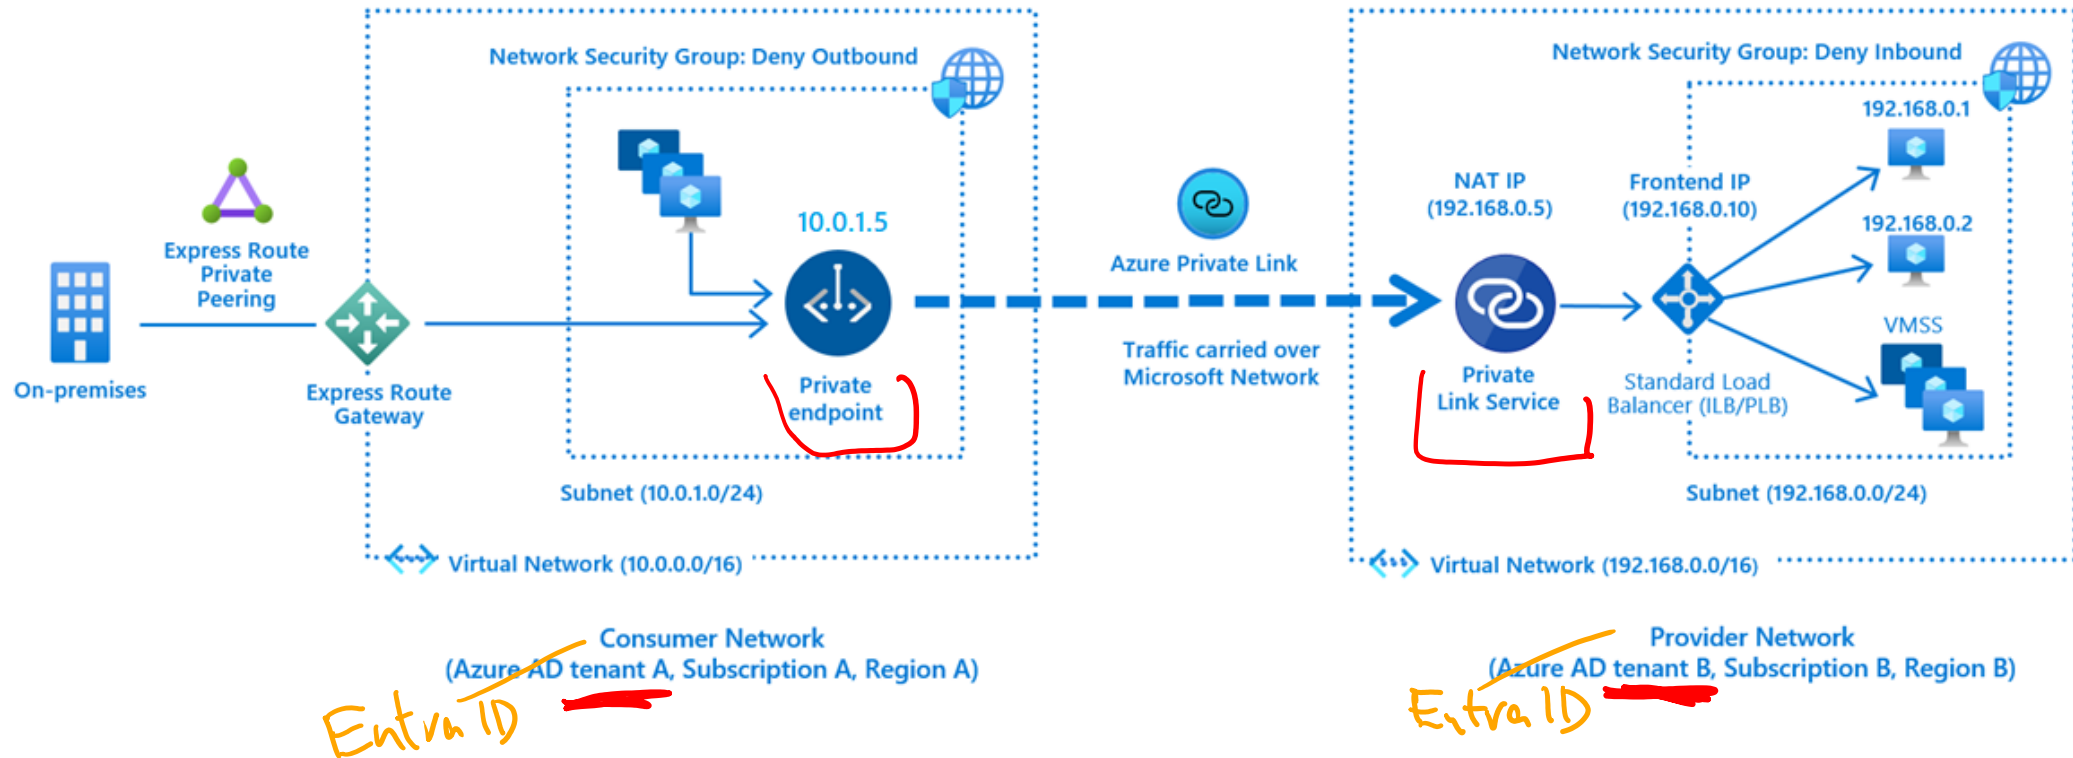 Network Security Group: Deny Outbound
Network Security Group: Deny Inbound
192.168.0.1
NAT IP
(192.168.0.5)
Frontend IP
(192.168.0.10)
10.0.1.5
192.168.0.2
Express Route
Private
Peering
Azure Private Link
VMSS
Traffic carried over
Microsoft Network
On-premises
Express Route
Gateway
Private
endpoint
Private
Link Service
Standard Load
Balancer (ILB/PLB)
Subnet (10.0.1.0/24)
Subnet (192.168.0.0/24)
Virtual Network (10.0.0.0/16)
Virtual Network (192.168.0.0/16)
Consumer Network
(Azure AD tenant A, Subscription A, Region A)
Entra ID
Provider Network
(Azure AD tenant B, Subscription B, Region B)
Entra ID